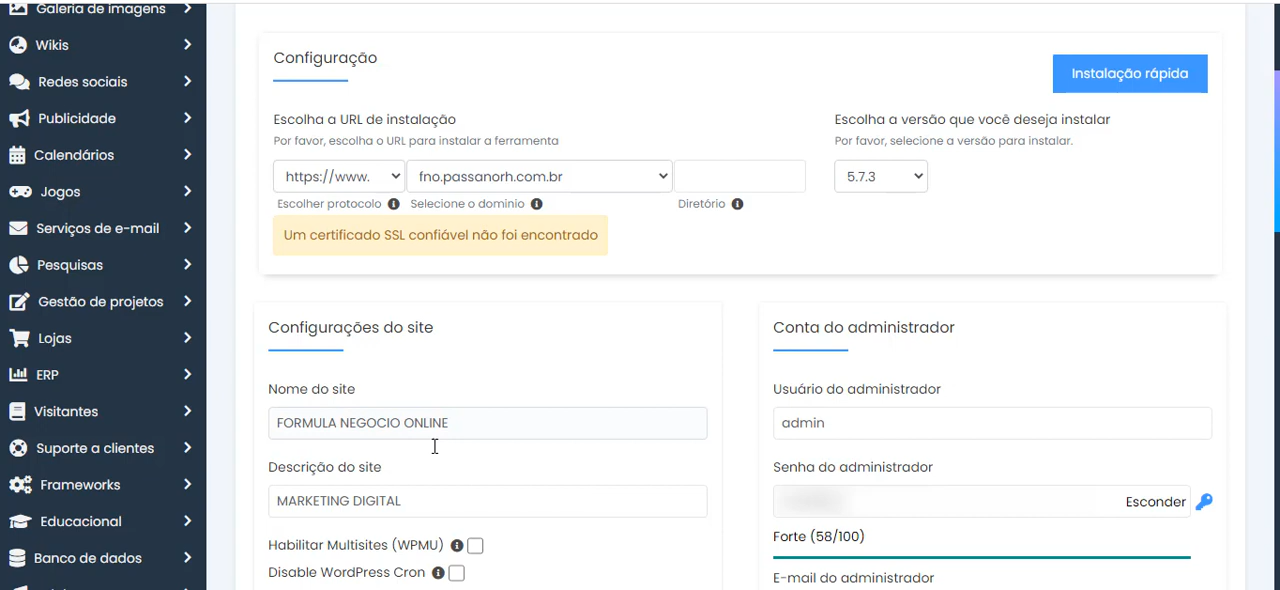 Galeria de imagens
Wikis
Redes sociais
Publicidade
Calendários
Jogos
Serviços de e-mail
Pesquisas
Gestão de projetos
Lojas
ERP
Visitantes
Suporte a clientes
Frameworks
Educacional
Banco de dados
Configuração
Instalação rápida
Escolha a URL de instalação
Por favor, escolha o URL para instalar a ferramenta
https://www. fno.passanorh.com.br
Escolher protocolo Selecione o dominio Diretório
Um certificado SSL confiável não foi encontrado
Escolha a versão que você deseja instalar
Por favor, selecione a versão para instalar.
5.7.3
Configurações do site
Nome do site
FORMULA NEGOCIO ONLINE
Descrição do site
MARKETING DIGITAL
Habilitar Multisites (WPMU)
Disable WordPress Cron
Conta do administrador
Usuário do administrador
admin
Senha do administrador
Esconder
Forte (58/100)
E-mail do administrador